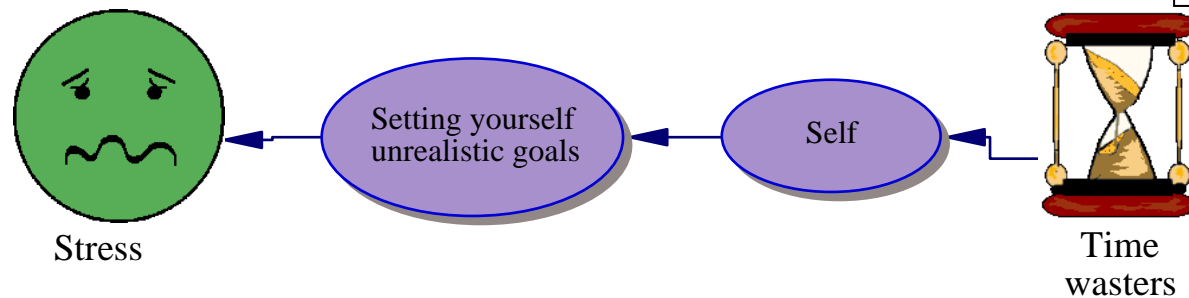 Setting yourself
unrealistic goals
Self
Stress
Time
wasters